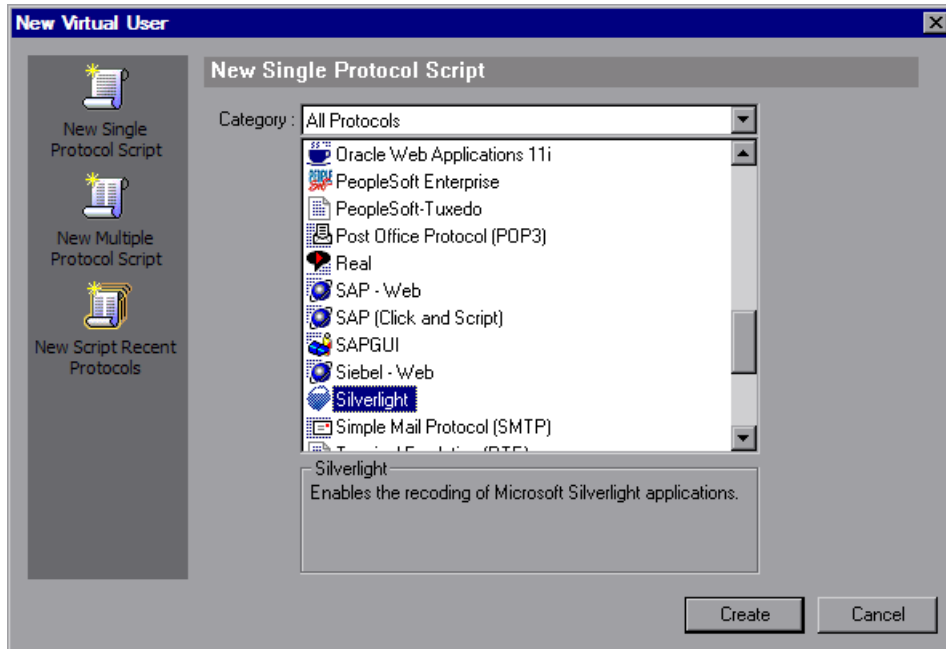 New Virtual User
New Single
Protocol Script
New Multiple
Protocol Script
New Script Recent
Protocols
New Single Protocol Script
Category : All Protocols
Oracle Web Applications 11i
PeopleSoft Enterprise
PeopleSoft-Tuxedo
Post Office Protocol (POP3)
Real
SAP - Web
SAP (Click and Script)
SAPGUI
Siebel - Web
Silverlight
Simple Mail Protocol (SMTP)
Silverlight
Enables the recoding of Microsoft Silverlight applications.
Create Cancel